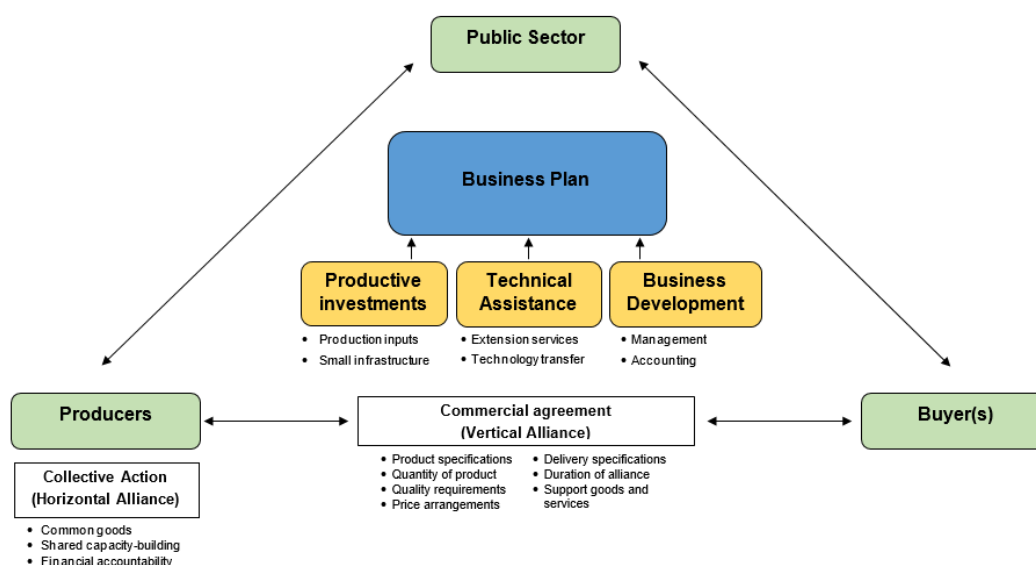 Public Sector
Business Plan
Productive
investments
Technical
Assistance
Business
Development
• Production inputs
• Small infrastructure
• Extension services
• Technology transfer
• Management
• Accounting
Producers
Commercial agreement
(Vertical Alliance)
Buyer(s)
• Product specifications
• Quantity of product
• Quality requirements
• Price arrangements
• Delivery specifications
• Duration of alliance
• Support goods and
services
Collective Action
(Horizontal Alliance)
• Common goods
• Shared capacity-building
• Financial accountability